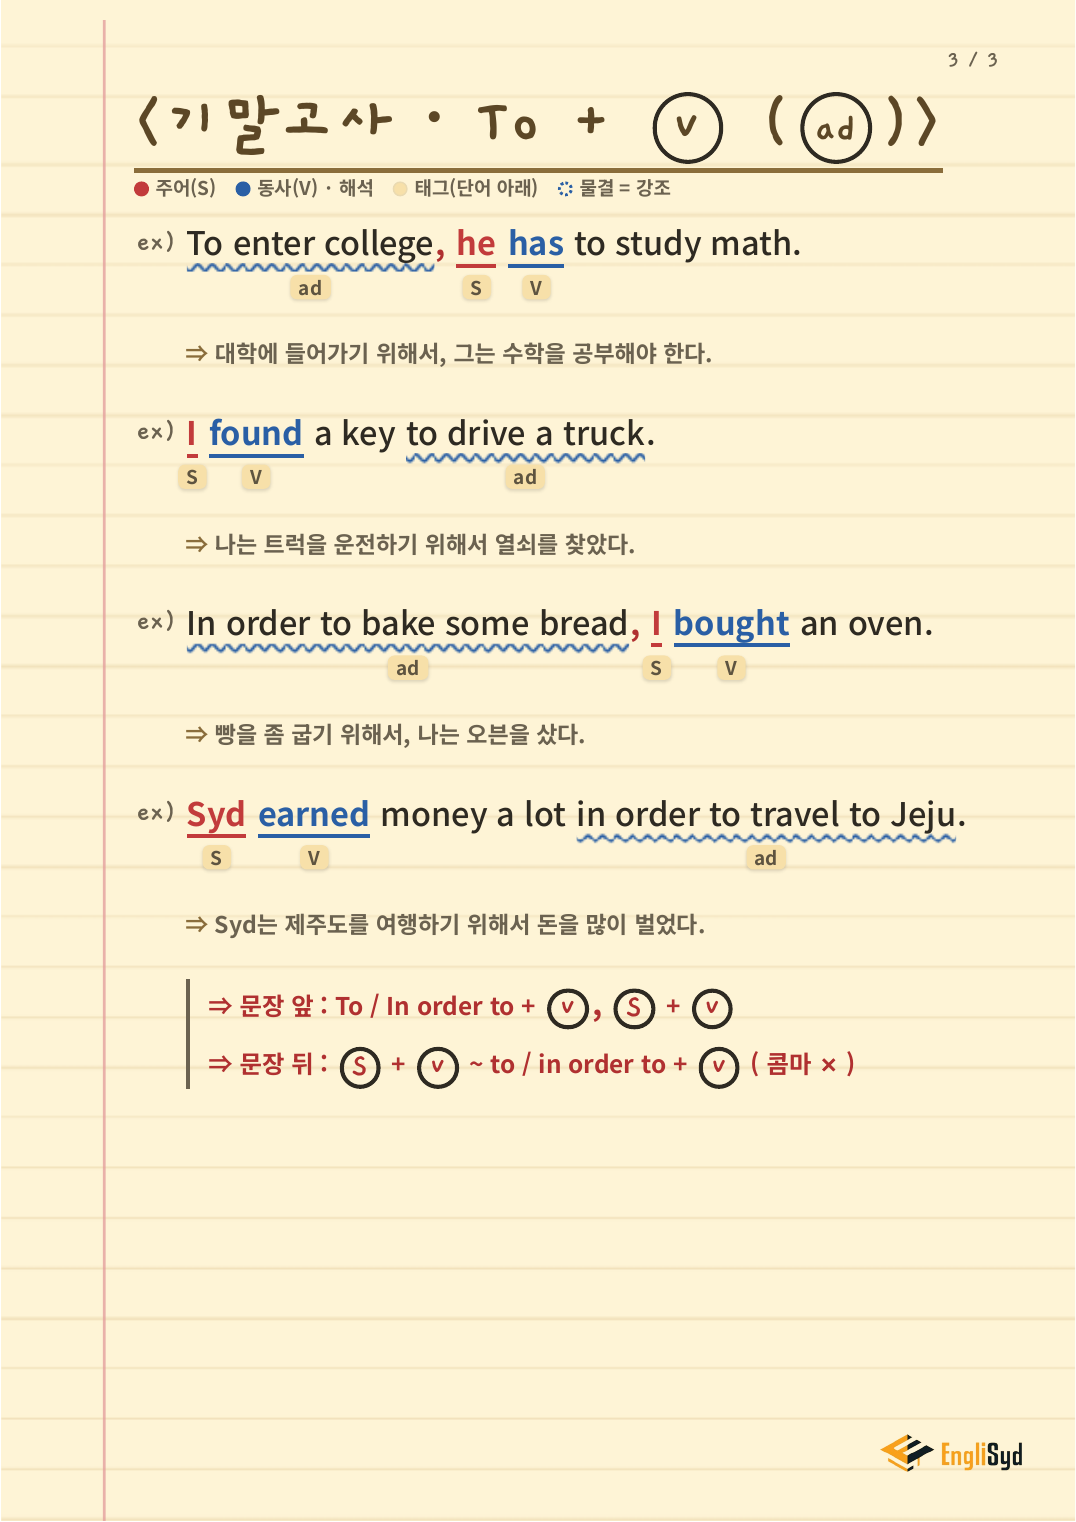 3 / 3
<기말고사 · To + v (ad)>
주어(S) 동사(V) · 해석 태그(단어 아래) 물결 = 강조
ex) To enter college, he has to study math.
ad S V
⇒ 대학에 들어가기 위해서, 그는 수학을 공부해야 한다.
ex) I found a key to drive a truck.
S V ad
⇒ 나는 트럭을 운전하기 위해서 열쇠를 찾았다.
ex) In order to bake some bread, I bought an oven.
ad S V
⇒ 빵을 좀 굽기 위해서, 나는 오븐을 샀다.
ex) Syd earned money a lot in order to travel to Jeju.
S V ad
⇒ Syd는 제주도를 여행하기 위해서 돈을 많이 벌었다.
⇒ 문장 앞 : To / In order to + v, S + v
⇒ 문장 뒤 : S + v ~ to / in order to + v ( 콤마 × )
EngliSyd